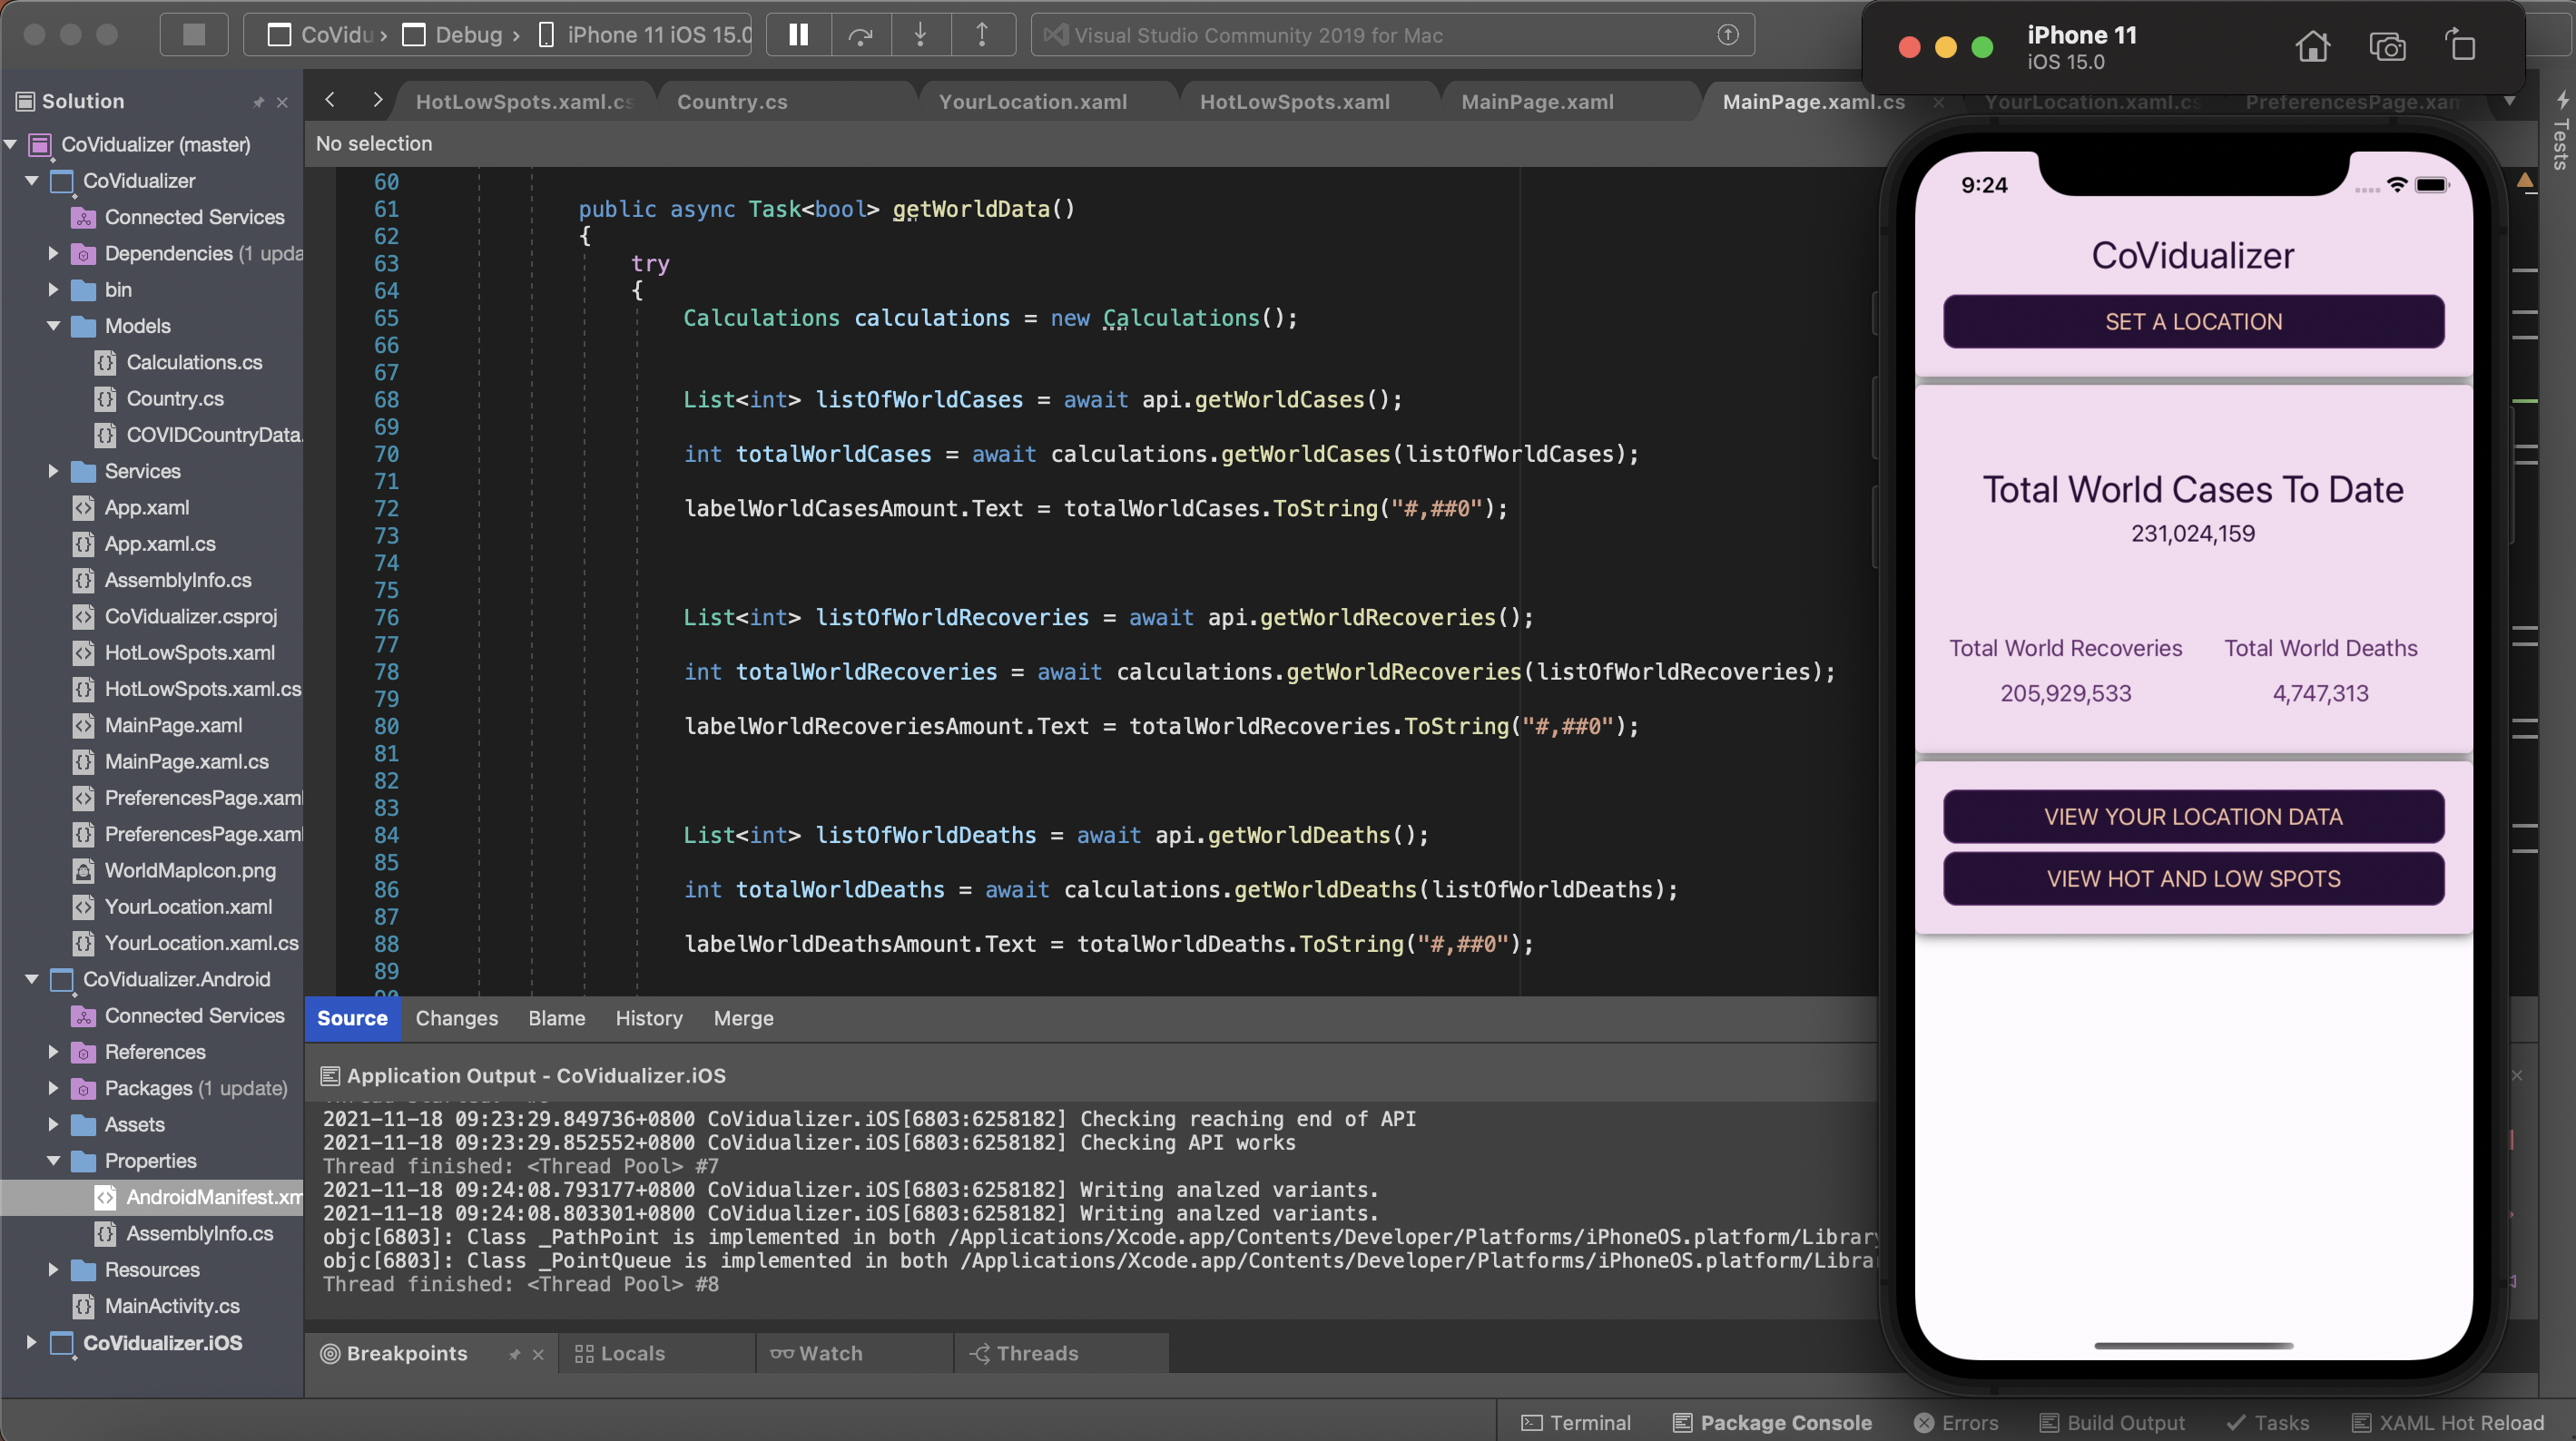 CoVidu › Debug › iPhone 11 iOS 15.0
Visual Studio Community 2019 for Mac
Solution
CoVidualizer (master)
CoVidualizer
Connected Services
Dependencies (1 upda
bin
Models
Calculations.cs
Country.cs
COVIDCountryData.
Services
App.xaml
App.xaml.cs
AssemblyInfo.cs
CoVidualizer.csproj
HotLowSpots.xaml
HotLowSpots.xaml.cs
MainPage.xaml
MainPage.xaml.cs
PreferencesPage.xaml
PreferencesPage.xaml
WorldMapIcon.png
YourLocation.xaml
YourLocation.xaml.cs
CoVidualizer.Android
Connected Services
References
Packages (1 update)
Assets
Properties
AndroidManifest.xm
AssemblyInfo.cs
Resources
MainActivity.cs
CoVidualizer.iOS
HotLowSpots.xaml.cs Country.cs YourLocation.xaml HotLowSpots.xaml MainPage.xaml MainPage.xaml.cs YourLocation.xaml.cs PreferencesPage.xam
No selection
60
61 public async Task<bool> getWorldData()
62 {
63 try
64 {
65 Calculations calculations = new Calculations();
66
67
68 List<int> listOfWorldCases = await api.getWorldCases();
69
70 int totalWorldCases = await calculations.getWorldCases(listOfWorldCases);
71
72 labelWorldCasesAmount.Text = totalWorldCases.ToString("#,##0");
73
74
75
76 List<int> listOfWorldRecoveries = await api.getWorldRecoveries();
77
78 int totalWorldRecoveries = await calculations.getWorldRecoveries(listOfWorldRecoveries);
79
80 labelWorldRecoveriesAmount.Text = totalWorldRecoveries.ToString("#,##0");
81
82
83
84 List<int> listOfWorldDeaths = await api.getWorldDeaths();
85
86 int totalWorldDeaths = await calculations.getWorldDeaths(listOfWorldDeaths);
87
88 labelWorldDeathsAmount.Text = totalWorldDeaths.ToString("#,##0");
89
90
Source Changes Blame History Merge
Application Output - CoVidualizer.iOS
2021-11-18 09:23:29.849736+0800 CoVidualizer.iOS[6803:6258182] Checking reaching end of API
2021-11-18 09:23:29.852552+0800 CoVidualizer.iOS[6803:6258182] Checking API works
Thread finished: <Thread Pool> #7
2021-11-18 09:24:08.793177+0800 CoVidualizer.iOS[6803:6258182] Writing analzed variants.
2021-11-18 09:24:08.803301+0800 CoVidualizer.iOS[6803:6258182] Writing analzed variants.
objc[6803]: Class _PathPoint is implemented in both /Applications/Xcode.app/Contents/Developer/Platforms/iPhoneOS.platform/Library
objc[6803]: Class _PointQueue is implemented in both /Applications/Xcode.app/Contents/Developer/Platforms/iPhoneOS.platform/Librar
Thread finished: <Thread Pool> #8
Breakpoints Locals Watch Threads
Terminal Package Console Errors Build Output Tasks XAML Hot Reload
Tests
iPhone 11
iOS 15.0
9:24
CoVidualizer
SET A LOCATION
Total World Cases To Date
231,024,159
Total World Recoveries Total World Deaths
205,929,533 4,747,313
VIEW YOUR LOCATION DATA
VIEW HOT AND LOW SPOTS